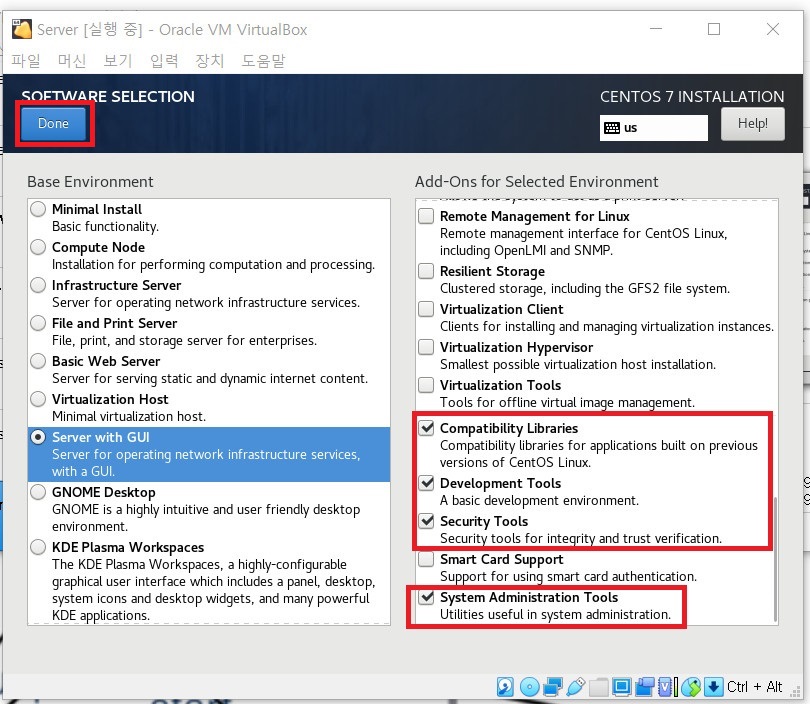 Server [실행 중] - Oracle VM VirtualBox
파일 머신 보기 입력 장치 도움말
SOFTWARE SELECTION
Done
CENTOS 7 INSTALLATION
us
Help!
Base Environment
Minimal Install
Basic functionality.
Compute Node
Installation for performing computation and processing.
Infrastructure Server
Server for operating network infrastructure services.
File and Print Server
File, print, and storage server for enterprises.
Basic Web Server
Server for serving static and dynamic internet content.
Virtualization Host
Minimal virtualization host.
Server with GUI
Server for operating network infrastructure services,
with a GUI.
GNOME Desktop
GNOME is a highly intuitive and user friendly desktop
environment.
KDE Plasma Workspaces
The KDE Plasma Workspaces, a highly-configurable
graphical user interface which includes a panel, desktop,
system icons and desktop widgets, and many powerful
KDE applications.
Add-Ons for Selected Environment
Allows the system to act as a print server.
Remote Management for Linux
Remote management interface for CentOS Linux,
including OpenLMI and SNMP.
Resilient Storage
Clustered storage, including the GFS2 file system.
Virtualization Client
Clients for installing and managing virtualization instances.
Virtualization Hypervisor
Smallest possible virtualization host installation.
Virtualization Tools
Tools for offline virtual image management.
Compatibility Libraries
Compatibility libraries for applications built on previous
versions of CentOS Linux.
Development Tools
A basic development environment.
Security Tools
Security tools for integrity and trust verification.
Smart Card Support
Support for using smart card authentication.
System Administration Tools
Utilities useful in system administration.
Ctrl + Alt